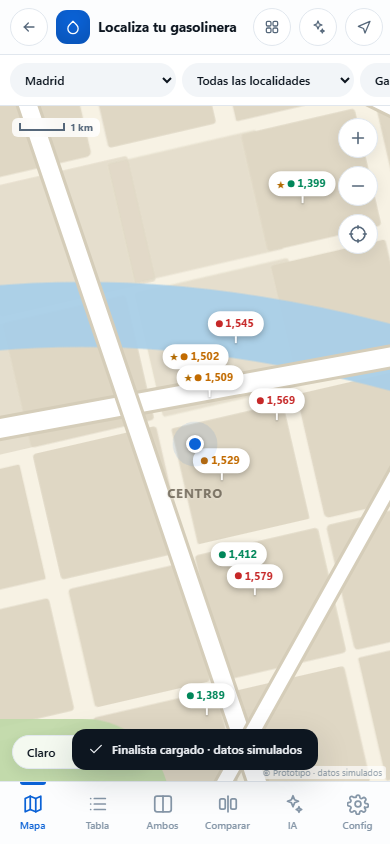 Localiza tu gasolinera
Madrid
Todas las localidades
Ga
1 km
1,399
1,545
1,502
1,509
1,569
1,529
CENTRO
1,412
1,579
1,389
Claro
Finalista cargado · datos simulados
© Prototipo · datos simulados
Mapa
Tabla
Ambos
Comparar
IA
Config